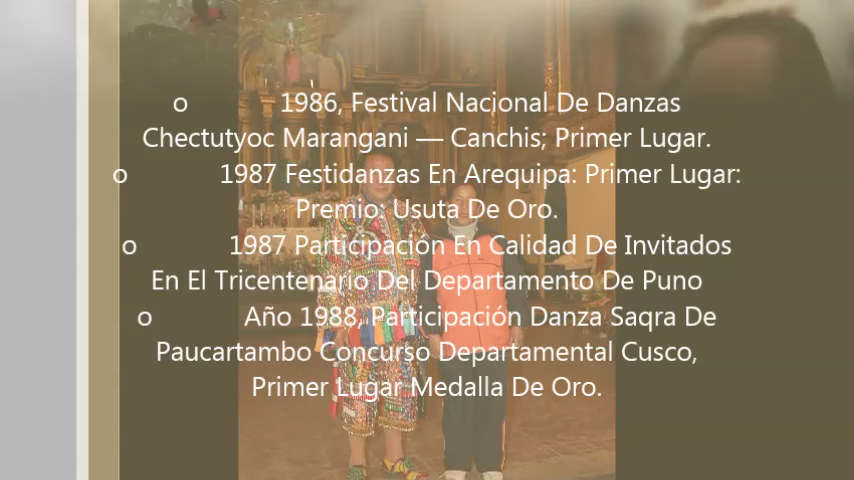 o 1986, Festival Nacional De Danzas
Chectutyoc Marangani — Canchis; Primer Lugar.
o 1987 Festidanzas En Arequipa: Primer Lugar:
Premio: Usuta De Oro.
o 1987 Participación En Calidad De Invitados
En El Tricentenario Del Departamento De Puno
o Año 1988, Participación Danza Saqra De
Paucartambo Concurso Departamental Cusco,
Primer Lugar Medalla De Oro.